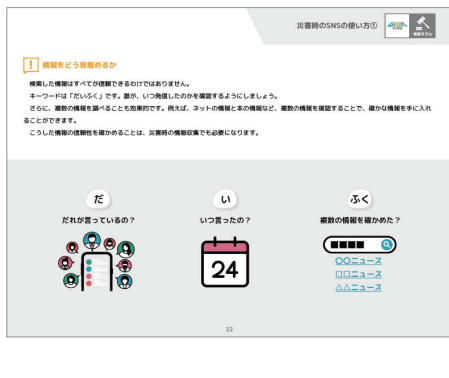 災害時のSNSの使い方①
情報モラル
! 情報をどう見極めるか
検索した情報はすべてが信頼できるわけではありません。
キーワードは「だいふく」です。誰が、いつ発信したのかを確認するようにしましょう。
さらに、複数の情報を調べることも効果的です。例えば、ネットの情報と本の情報など、複数の情報を確認することで、確かな情報を手に入れ
ることができます。
こうした情報の信頼性を確かめることは、災害時の情報収集でも必要になります。
だ
だれが言っているの?
い
いつ言ったの?
24
ふく
複数の情報を確かめた?
○○ニュース
□□ニュース
△△ニュース
22